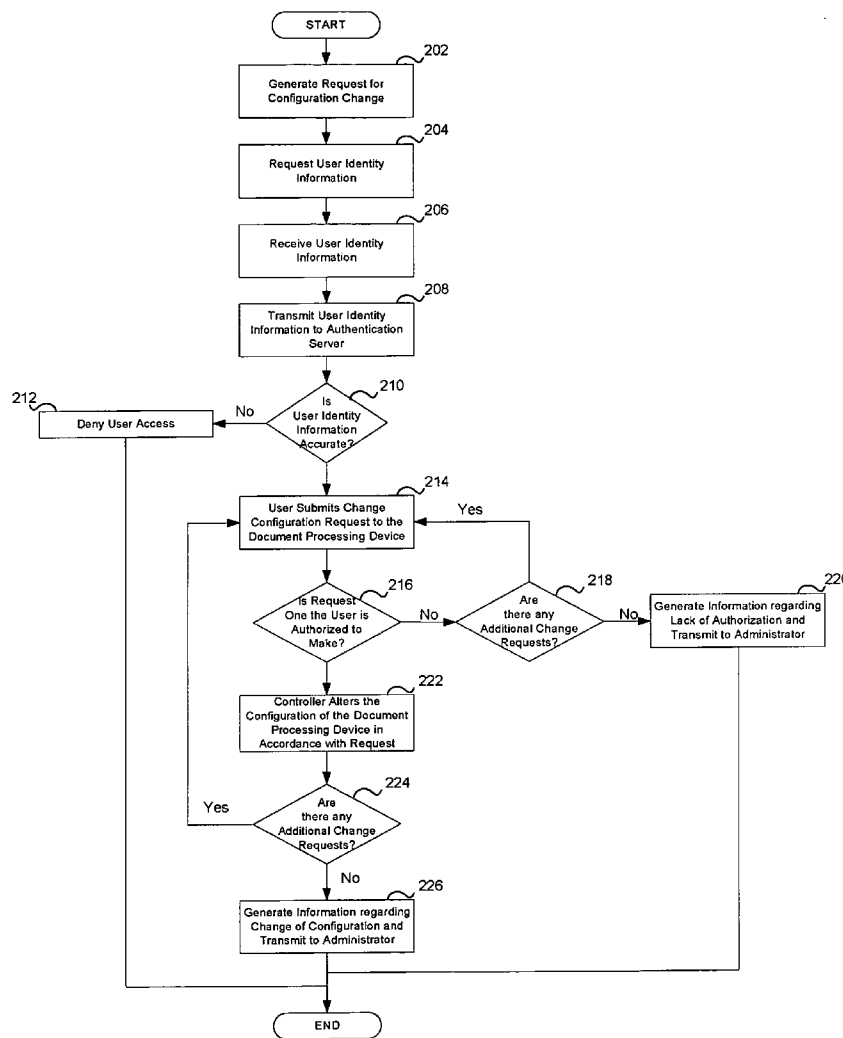 START
202
Generate Request for
Configuration Change
204
Request User Identity
Information
206
Receive User Identity
Information
208
Transmit User Identity
Information to Authentication
Server
210
Is
User Identity
Information
Accurate?
No
212
Deny User Access
214
User Submits Change
Configuration Request to the
Document Processing Device
Yes
216
Is Request
One the User is
Authorized to
Make?
No
218
Are
there any
Additional Change
Requests?
No
220
Generate Information regarding
Lack of Authorization and
Transmit to Administrator
222
Controller Alters the
Configuration of the Document
Processing Device in
Accordance with Request
224
Are
there any
Additional Change
Requests?
Yes
No
226
Generate Information regarding
Change of Configuration and
Transmit to Administrator
END